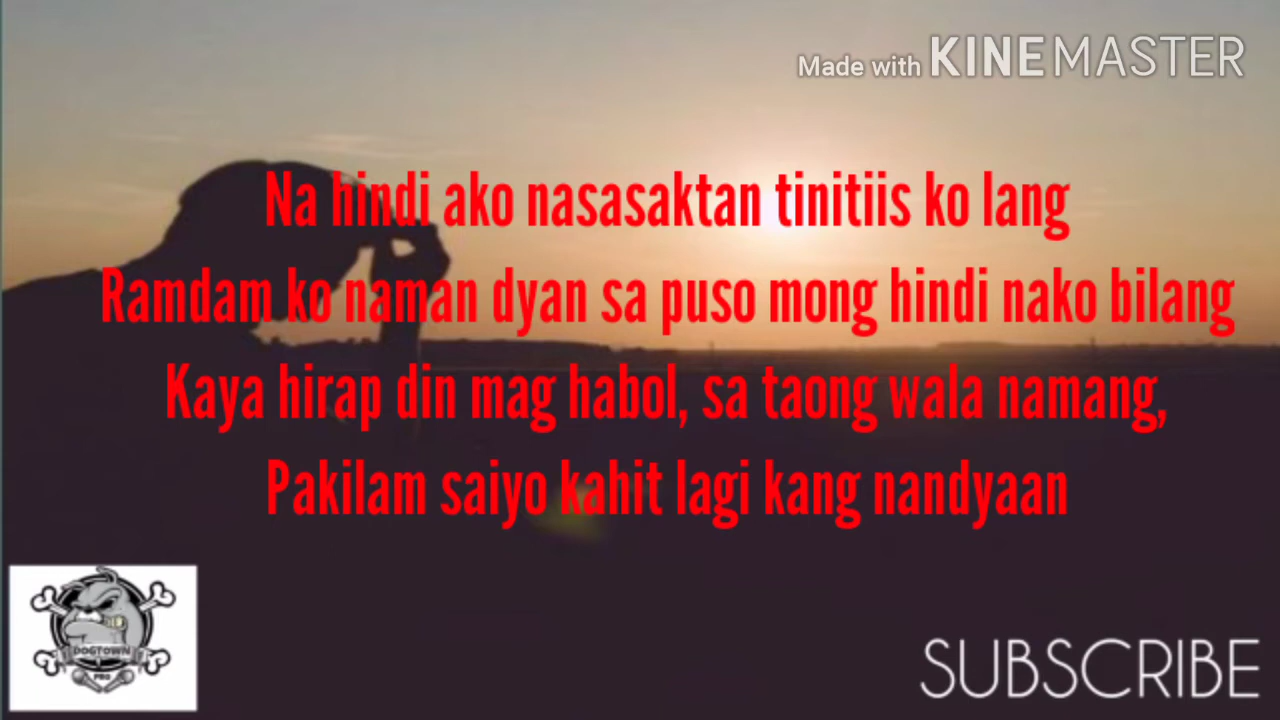 Made with KINEMASTER
Na hindi ako nasasaktan tinitiis ko lang
Ramdam ko naman dyan sa puso mong hindi nako bilang
Kaya hirap din mag habol, sa taong wala namang,
Pakilam saiyo kahit lagi kang nandyaan
DOGTOWN
PRO
SUBSCRIBE